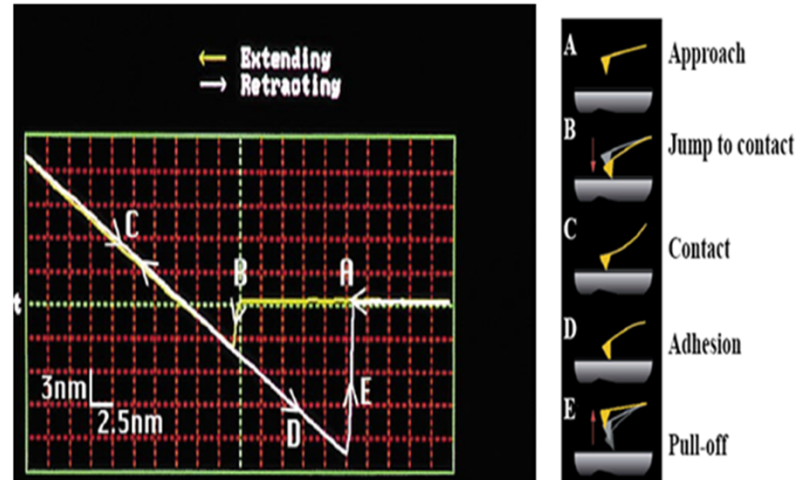 Extending
Retracting
C
B
A
t
3nm
2.5nm
D
E
A
Approach
B
Jump to contact
C
Contact
D
Adhesion
E
Pull-off